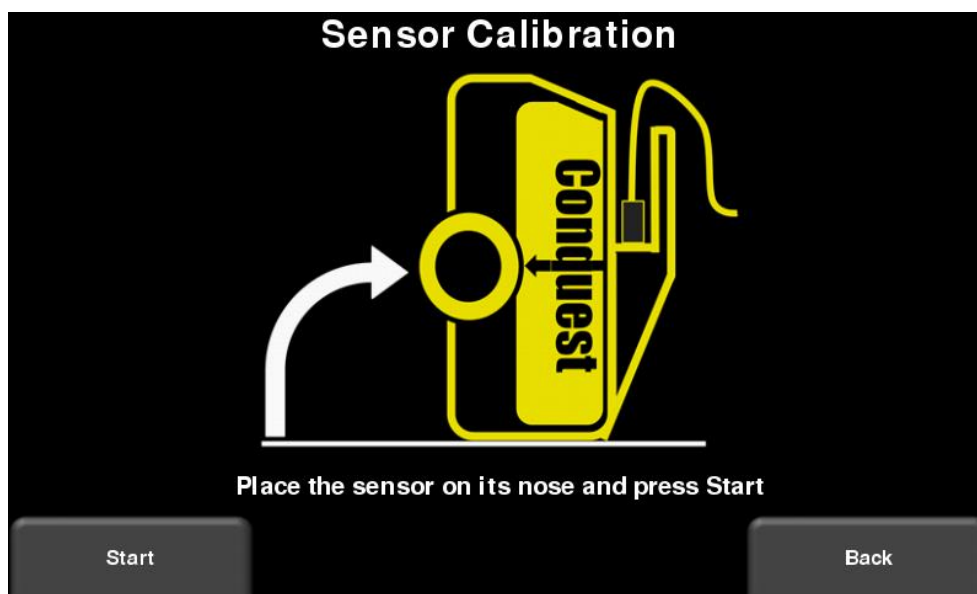 Sensor Calibration
Conquest
Place the sensor on its nose and press Start
Start
Back